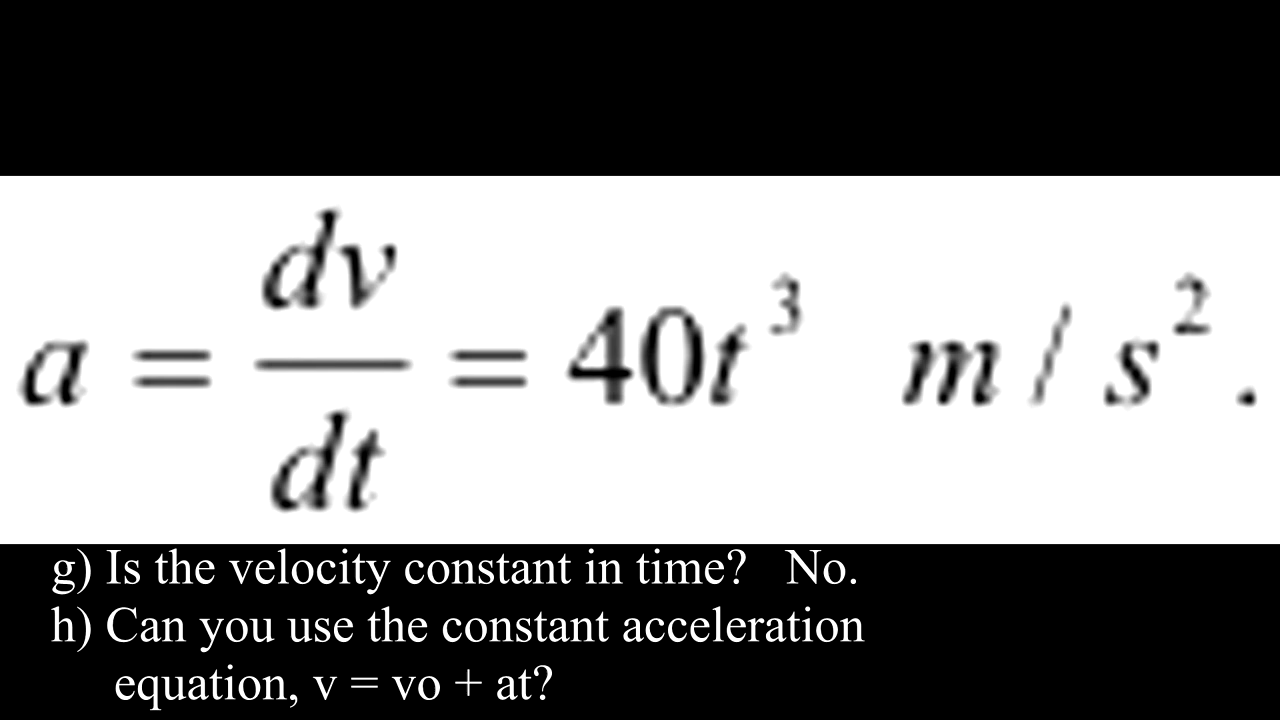 a = dv/dt = 40t³ m / s².
g) Is the velocity constant in time? No.
h) Can you use the constant acceleration
equation, v = vo + at?